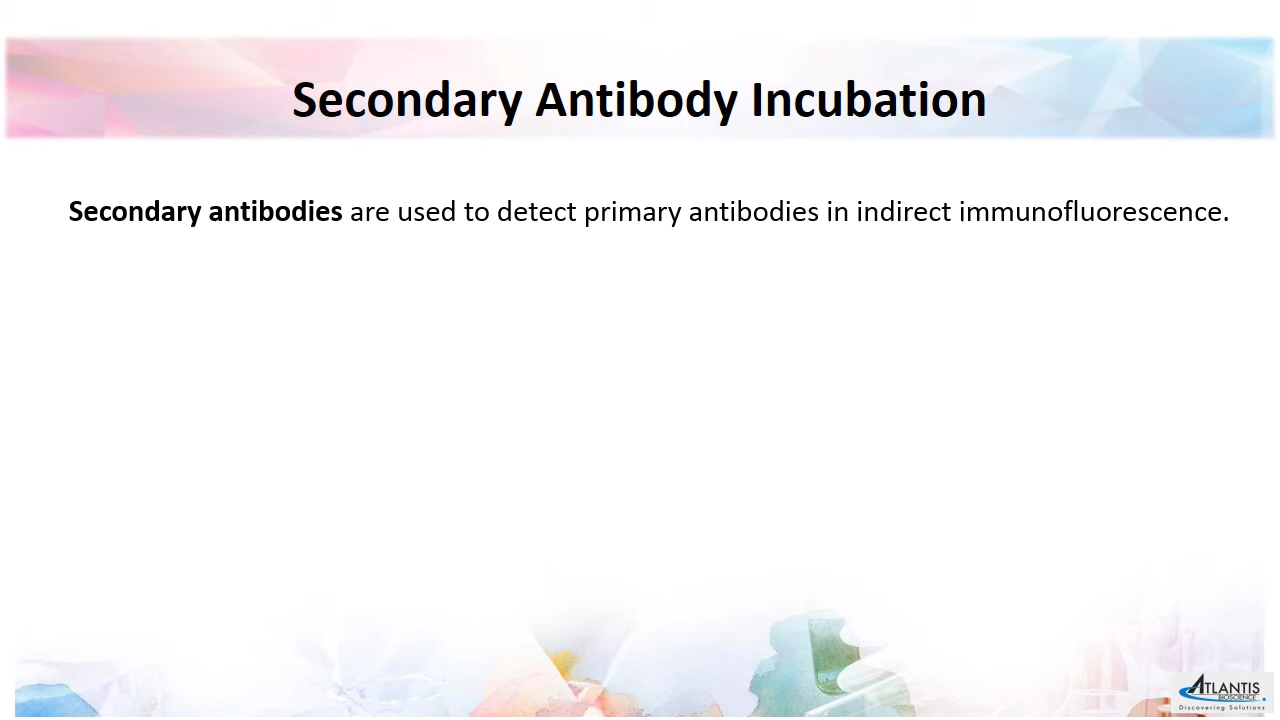 Secondary Antibody Incubation
Secondary antibodies are used to detect primary antibodies in indirect immunofluorescence.
ATLANTIS
BIOSCIENCE
Discovering Solutions